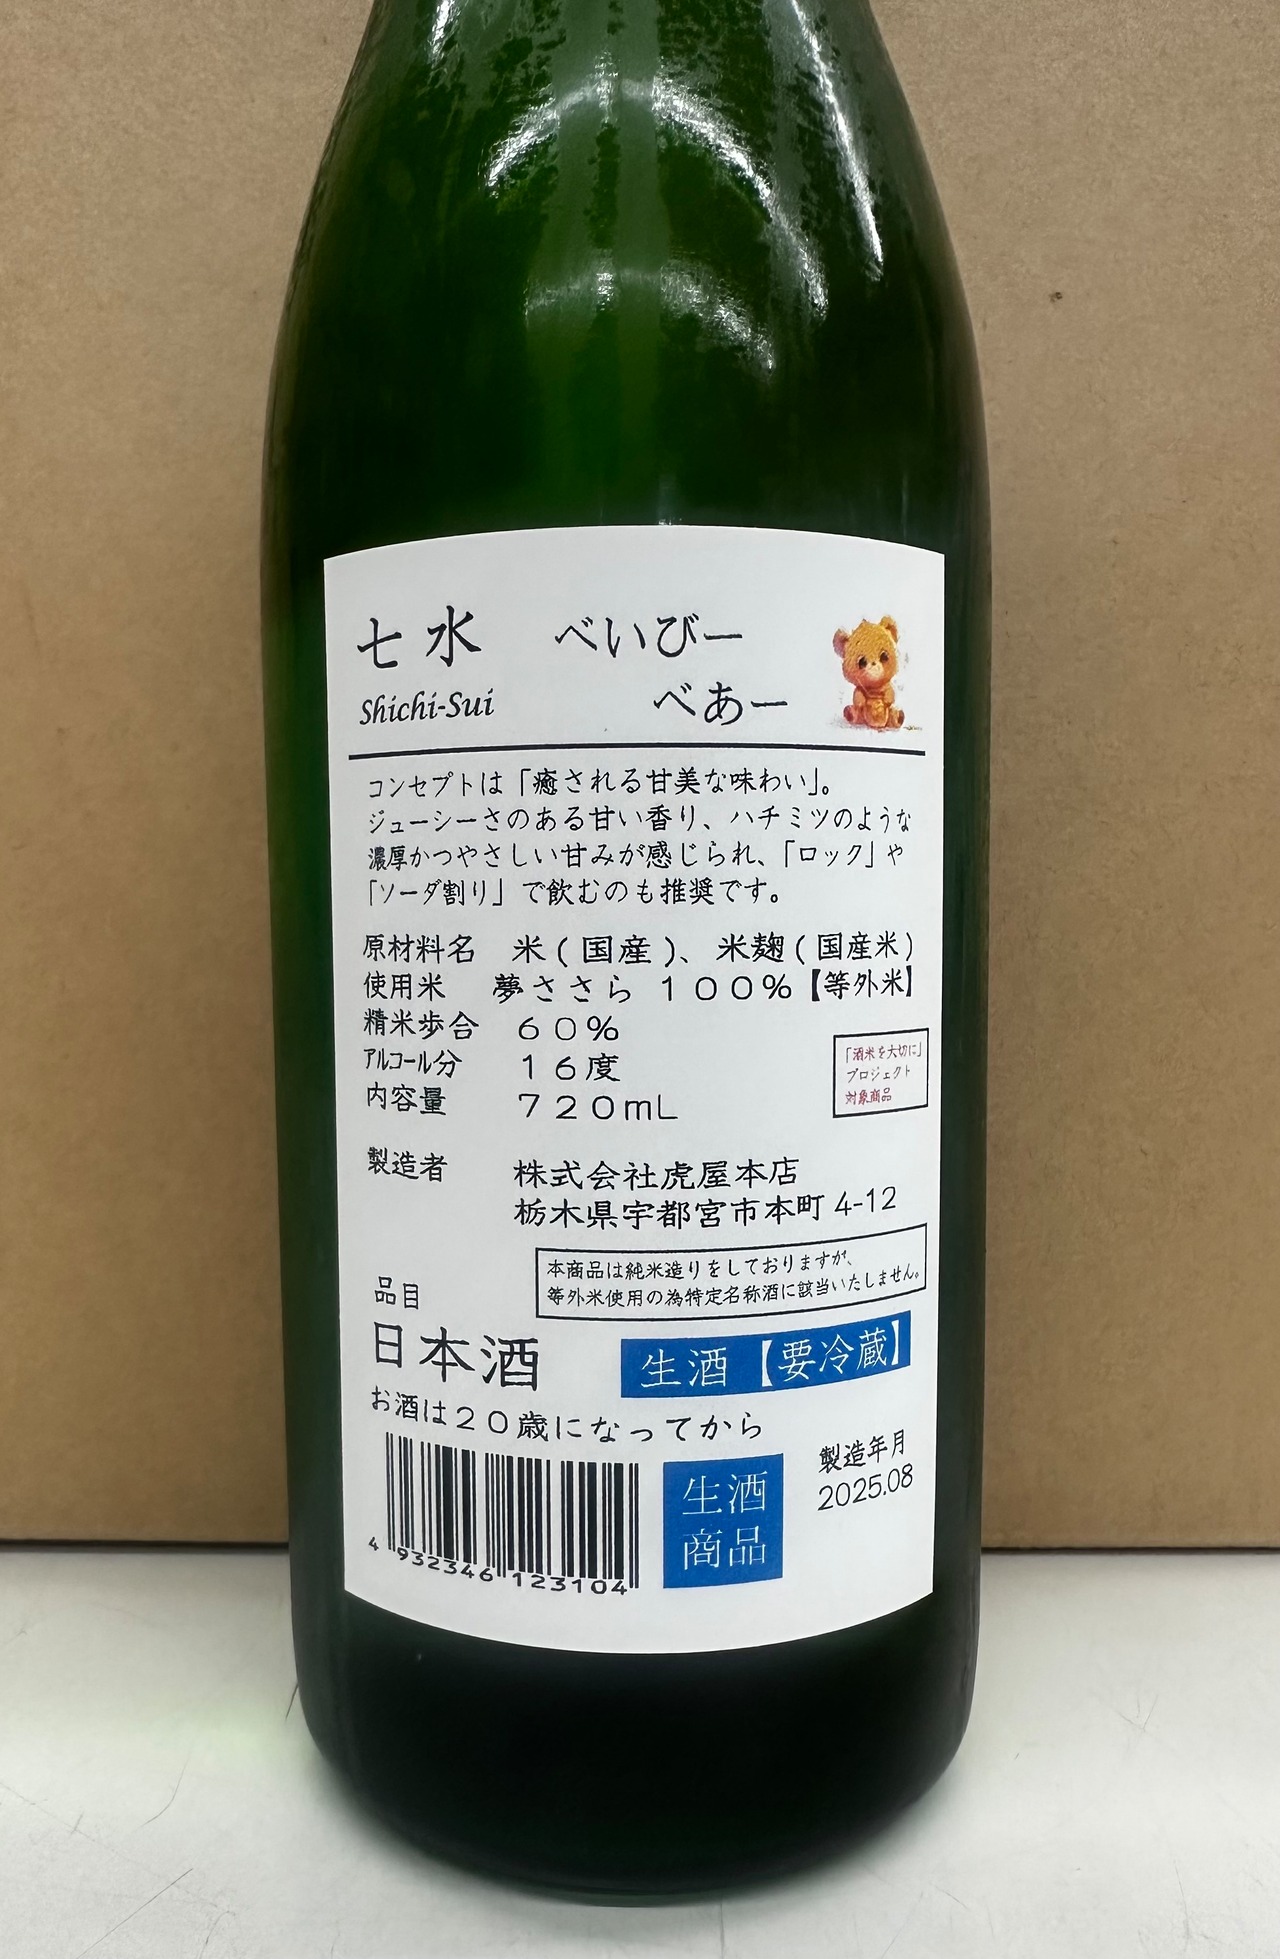 七水 べいびー
Shichi-Sui べあー
コンセプトは「癒される甘美な味わい」。
ジューシーさのある甘い香り、ハチミツのような
濃厚かつやさしい甘みが感じられ、「ロック」や
「ソーダ割り」で飲むのも推奨です。
原材料名 米(国産)、米麹(国産米)
使用米 夢ささら 100%【等外米】
精米歩合 60%
アルコール分 16度
内容量 720mL
「酒米を大切に」
プロジェクト
対象商品
製造者 株式会社虎屋本店
栃木県宇都宮市本町4-12
本商品は純米造りをしておりますが、
等外米使用の為特定名称酒に該当いたしません。
品目
日本酒
生酒【要冷蔵】
お酒は20歳になってから
製造年月
2025.08
生酒
商品
4 932346 123104